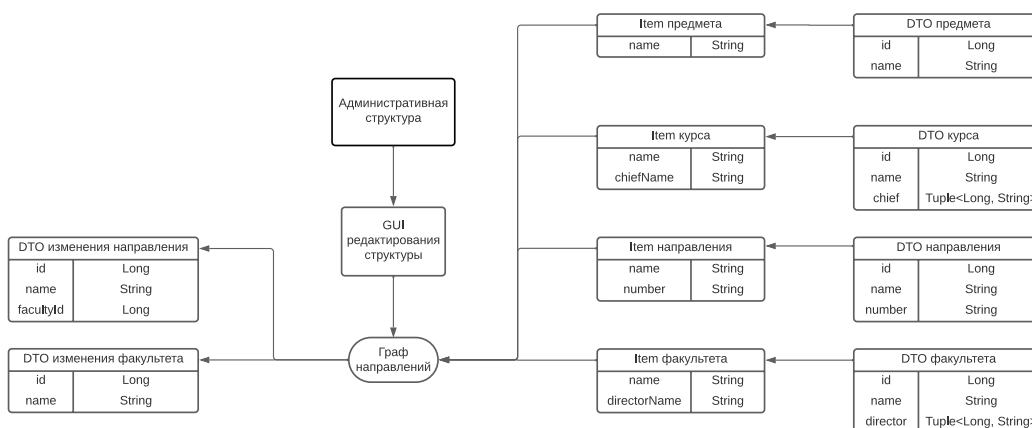 Item предмета
name String
DTO предмета
id Long
name String
Административная
структура
Item курса
name String
chiefName String
DTO курса
id Long
name String
chief Tuple<Long, String>
GUI
редактирования
структуры
DTO изменения направления
id Long
name String
facultyId Long
Item направления
name String
number String
DTO направления
id Long
name String
number String
DTO изменения факультета
id Long
name String
Граф
направлений
Item факультета
name String
directorName String
DTO факультета
id Long
name String
director Tuple<Long, String>